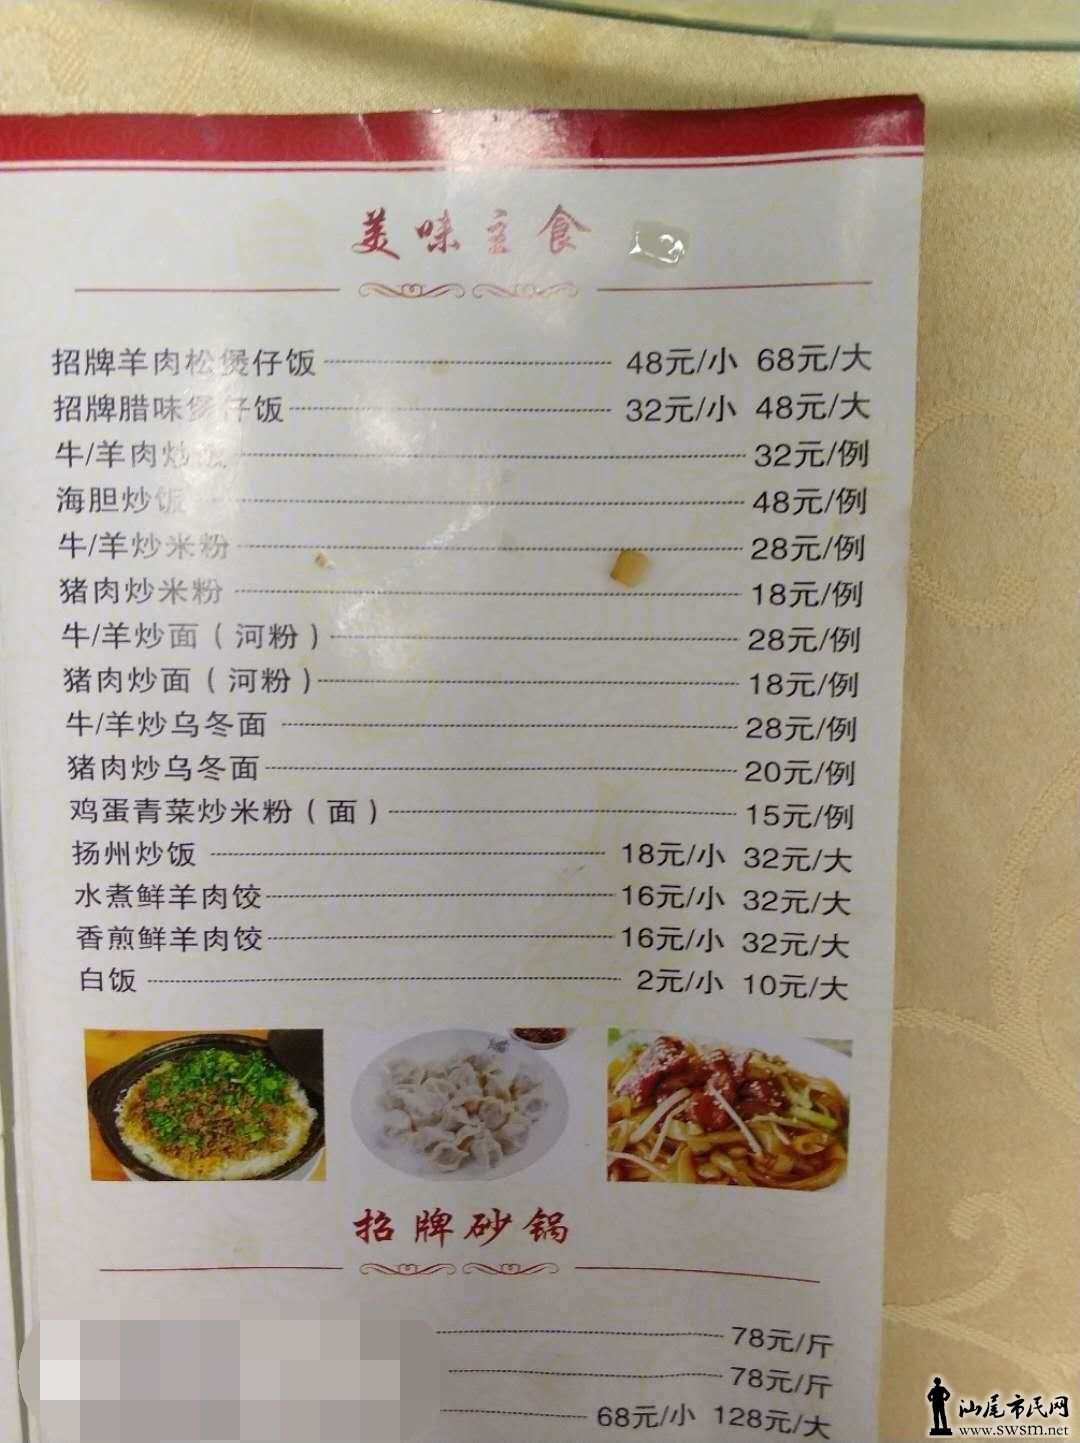 美味主食
招牌羊肉松煲仔饭 48元/小 68元/大
招牌腊味煲仔饭 32元/小 48元/大
牛/羊肉炒饭 32元/例
海胆炒饭 48元/例
牛/羊炒米粉 28元/例
猪肉炒米粉 18元/例
牛/羊炒面(河粉) 28元/例
猪肉炒面(河粉) 18元/例
牛/羊炒乌冬面 28元/例
猪肉炒乌冬面 20元/例
鸡蛋青菜炒米粉(面) 15元/例
扬州炒饭 18元/小 32元/大
水煮鲜羊肉饺 16元/小 32元/大
香煎鲜羊肉饺 16元/小 32元/大
白饭 2元/小 10元/大
招牌砂锅
78元/斤
78元/斤
68元/小 128元/大
汕尾市民网
www.swsm.net